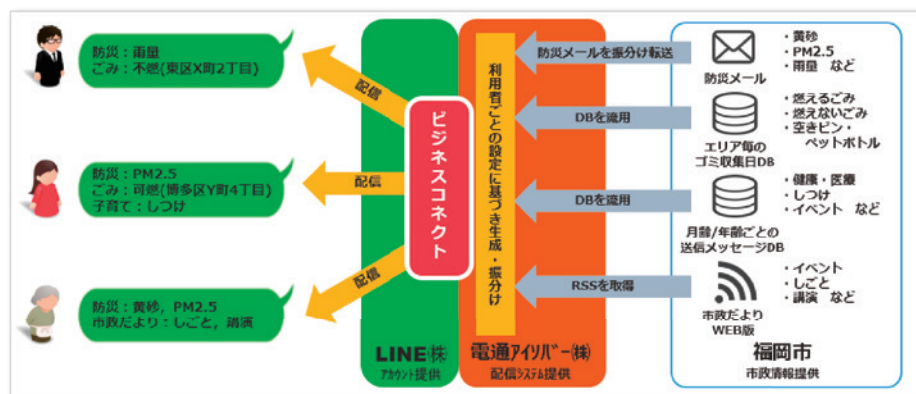 防災：雨量
ごみ：不燃(東区X町2丁目)
防災：PM2.5
ごみ：可燃(博多区Y町4丁目)
子育て：しつけ
防災：黄砂，PM2.5
市政だより：しごと，講演
配信
配信
配信
ビジネスコネクト
LINE㈱
アカウント提供
利用者ごとの設定に基づき生成・振分け
電通アイソバー㈱
配信システム提供
防災メールを振分け転送
DBを流用
DBを流用
RSSを取得
防災メール
・黄砂
・PM2.5
・雨量 など
エリア毎の
ゴミ収集日DB
・燃えるごみ
・燃えないごみ
・空きビン・
ペットボトル
月齢/年齢ごとの
送信メッセージDB
・健康・医療
・しつけ
・イベント など
市政だより
WEB版
・イベント
・しごと
・講演 など
福岡市
市政情報提供